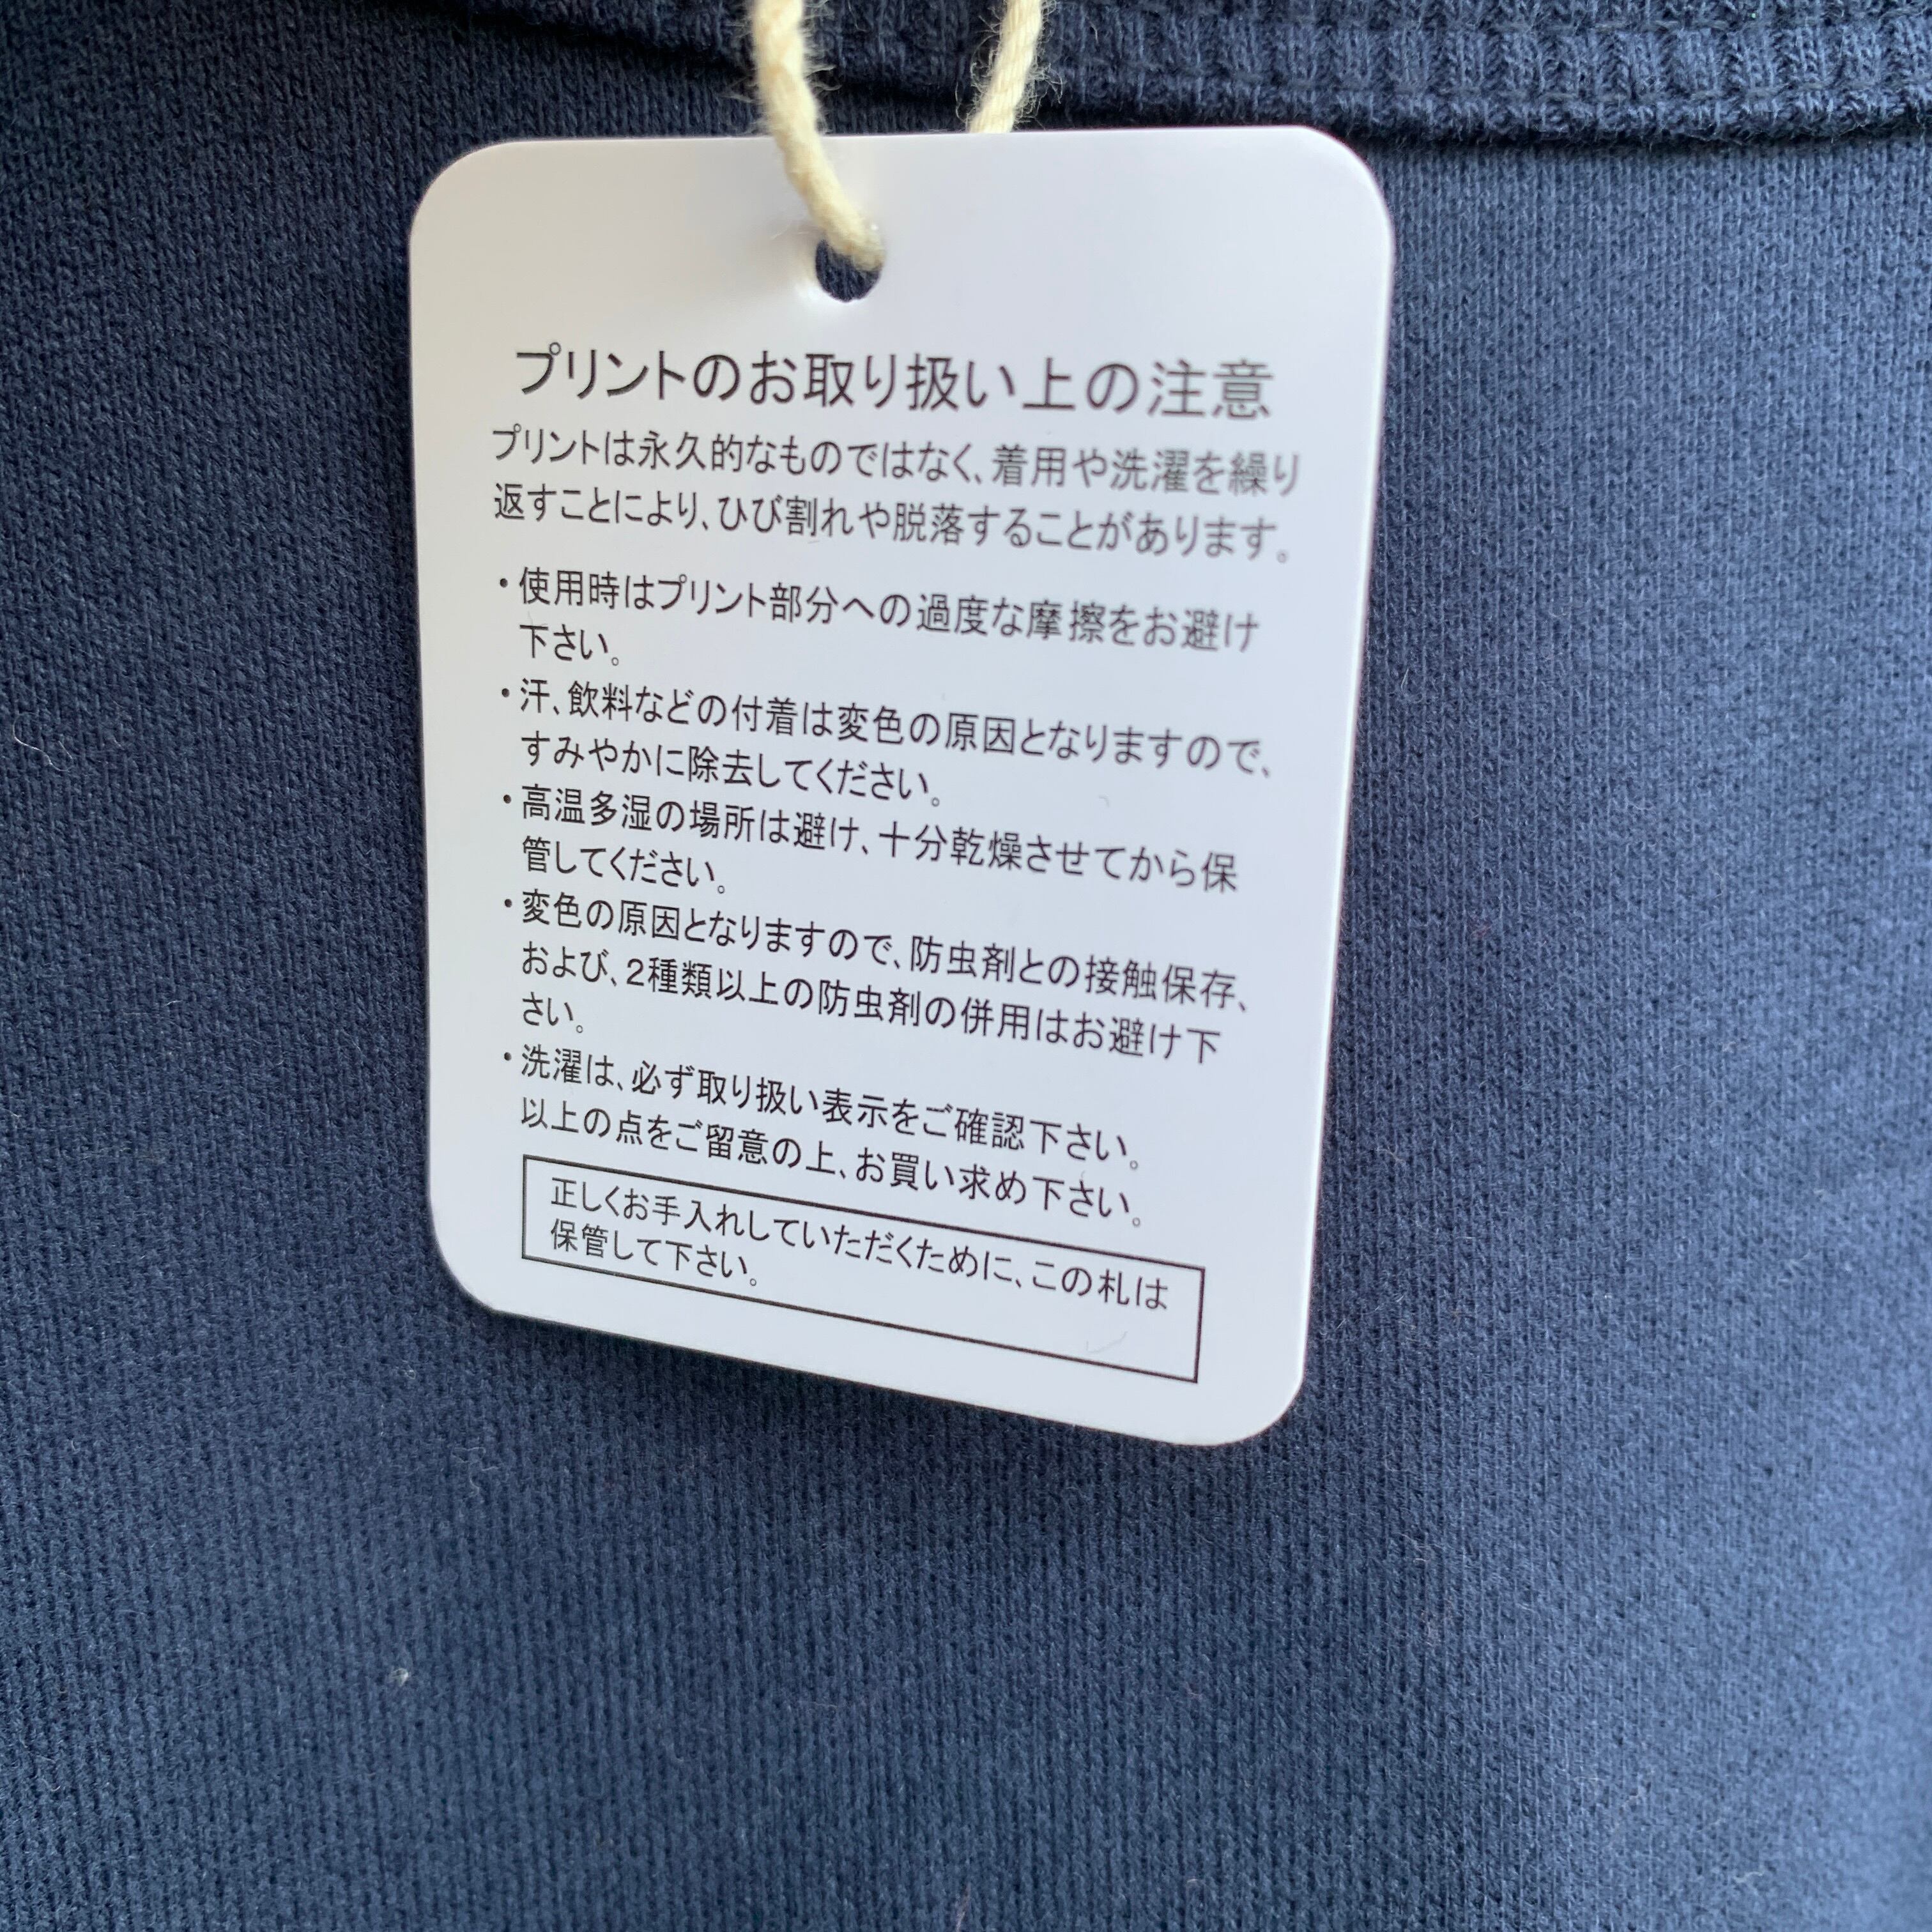 プリントのお取り扱い上の注意
プリントは永久的なものではなく、着用や洗濯を繰り
返すことにより、ひび割れや脱落することがあります。
・使用時はプリント部分への過度な摩擦をお避け
下さい。
・汗、飲料などの付着は変色の原因となりますので、
すみやかに除去してください。
・高温多湿の場所は避け、十分乾燥させてから保
管してください。
・変色の原因となりますので、防虫剤との接触保存、
および、2種類以上の防虫剤の併用はお避け下
さい。
・洗濯は、必ず取り扱い表示をご確認下さい。
以上の点をご留意の上、お買い求め下さい。
正しくお手入れしていただくために、この札は
保管して下さい。